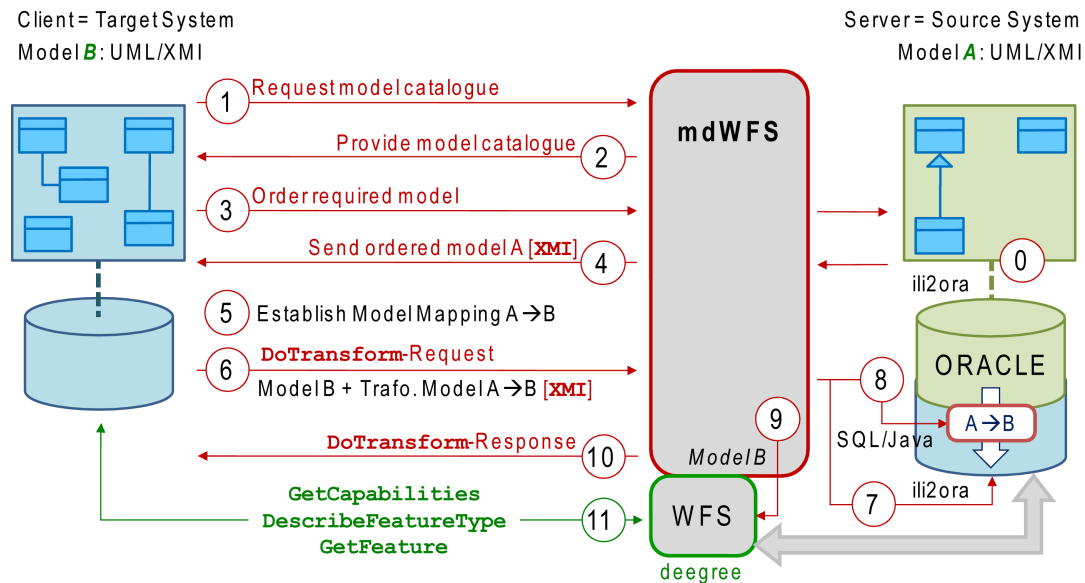 Client = Target System
Model B: UML/XMI
Server = Source System
Model A: UML/XMI
1 Request model catalogue
Provide model catalogue 2
3 Order required model
Send ordered model A [XMI] 4
5 Establish Model Mapping A→B
6 DoTransform-Request
Model B + Trafo. Model A→B [XMI]
DoTransform-Response 10
GetCapabilities
DescribeFeatureType
GetFeature
11
mdWFS
9
Model B
WFS
deegree
0
ili2ora
ORACLE
8
A→B
SQL/Java
7
ili2ora